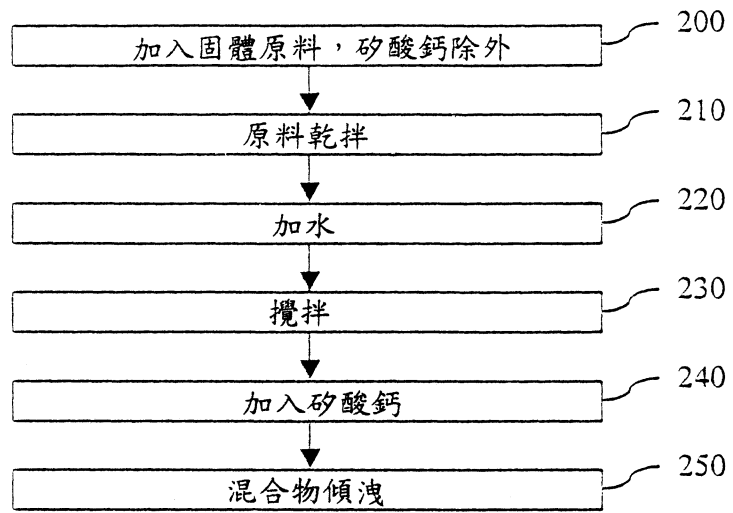 加入固體原料，矽酸鈣除外
200
原料乾拌
210
加水
220
攪拌
230
加入矽酸鈣
240
混合物傾洩
250